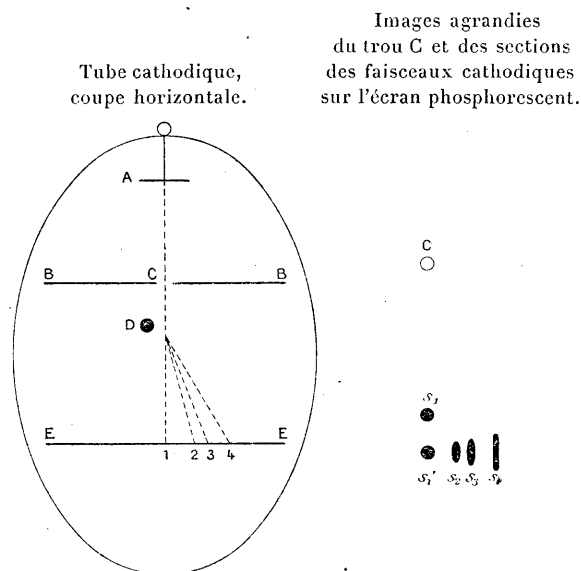 Tube cathodique,
coupe horizontale.
Images agrandies
du trou C et des sections
des faisceaux cathodiques
sur l'écran phosphorescent.
A
B C B
D
E E
1 2 3 4
C
S₁
S₁' S₂ S₃ S₄